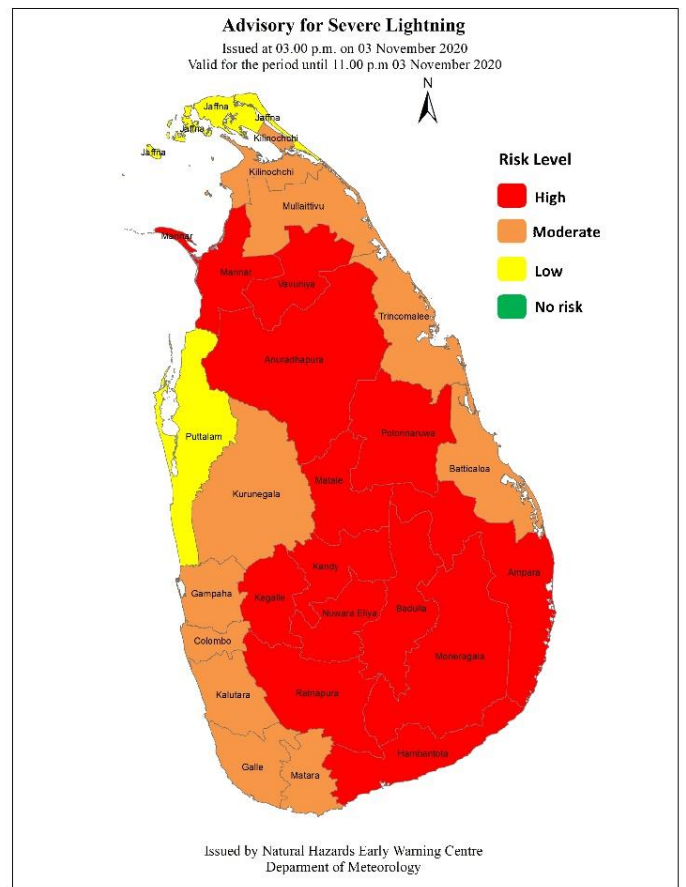 Advisory for Severe Lightning
Issued at 03.00 p.m. on 03 November 2020
Valid for the period until 11.00 p.m 03 November 2020
N
Jaffna
Jaffna
Jaffna
Kilinochchi
Jaffna
Kilinochchi
Mullaittivu
Mannar
Mannar
Vavuniya
Trincomalee
Anuradhapura
Puttalam
Polonnaruwa
Batticaloa
Matale
Kurunegala
Kandy
Ampara
Gampaha
Kegalle
Nuwara Eliya
Badulla
Colombo
Moneragala
Kalutara
Ratnapura
Hambantota
Galle
Matara
Risk Level
High
Moderate
Low
No risk
Issued by Natural Hazards Early Warning Centre
Deparment of Meteorology